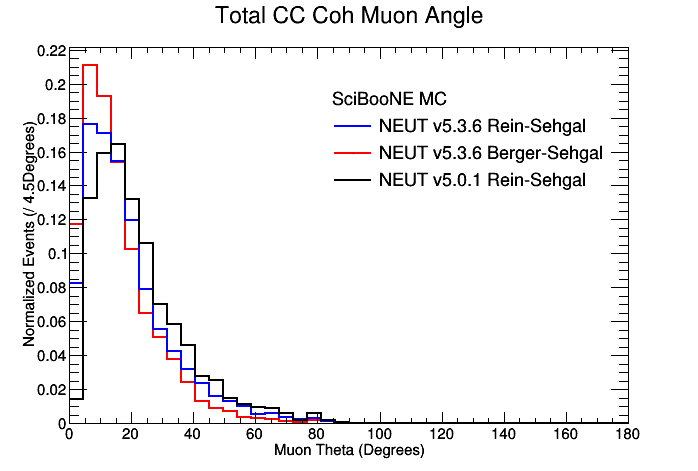 Total CC Coh Muon Angle
0.22
0.2
0.18
0.16
0.14
0.12
0.1
0.08
0.06
0.04
0.02
0
Normalized Events (/ 4.5Degrees)
SciBooNE MC
NEUT v5.3.6 Rein-Sehgal
NEUT v5.3.6 Berger-Sehgal
NEUT v5.0.1 Rein-Sehgal
0 20 40 60 80 100 120 140 160 180
Muon Theta (Degrees)